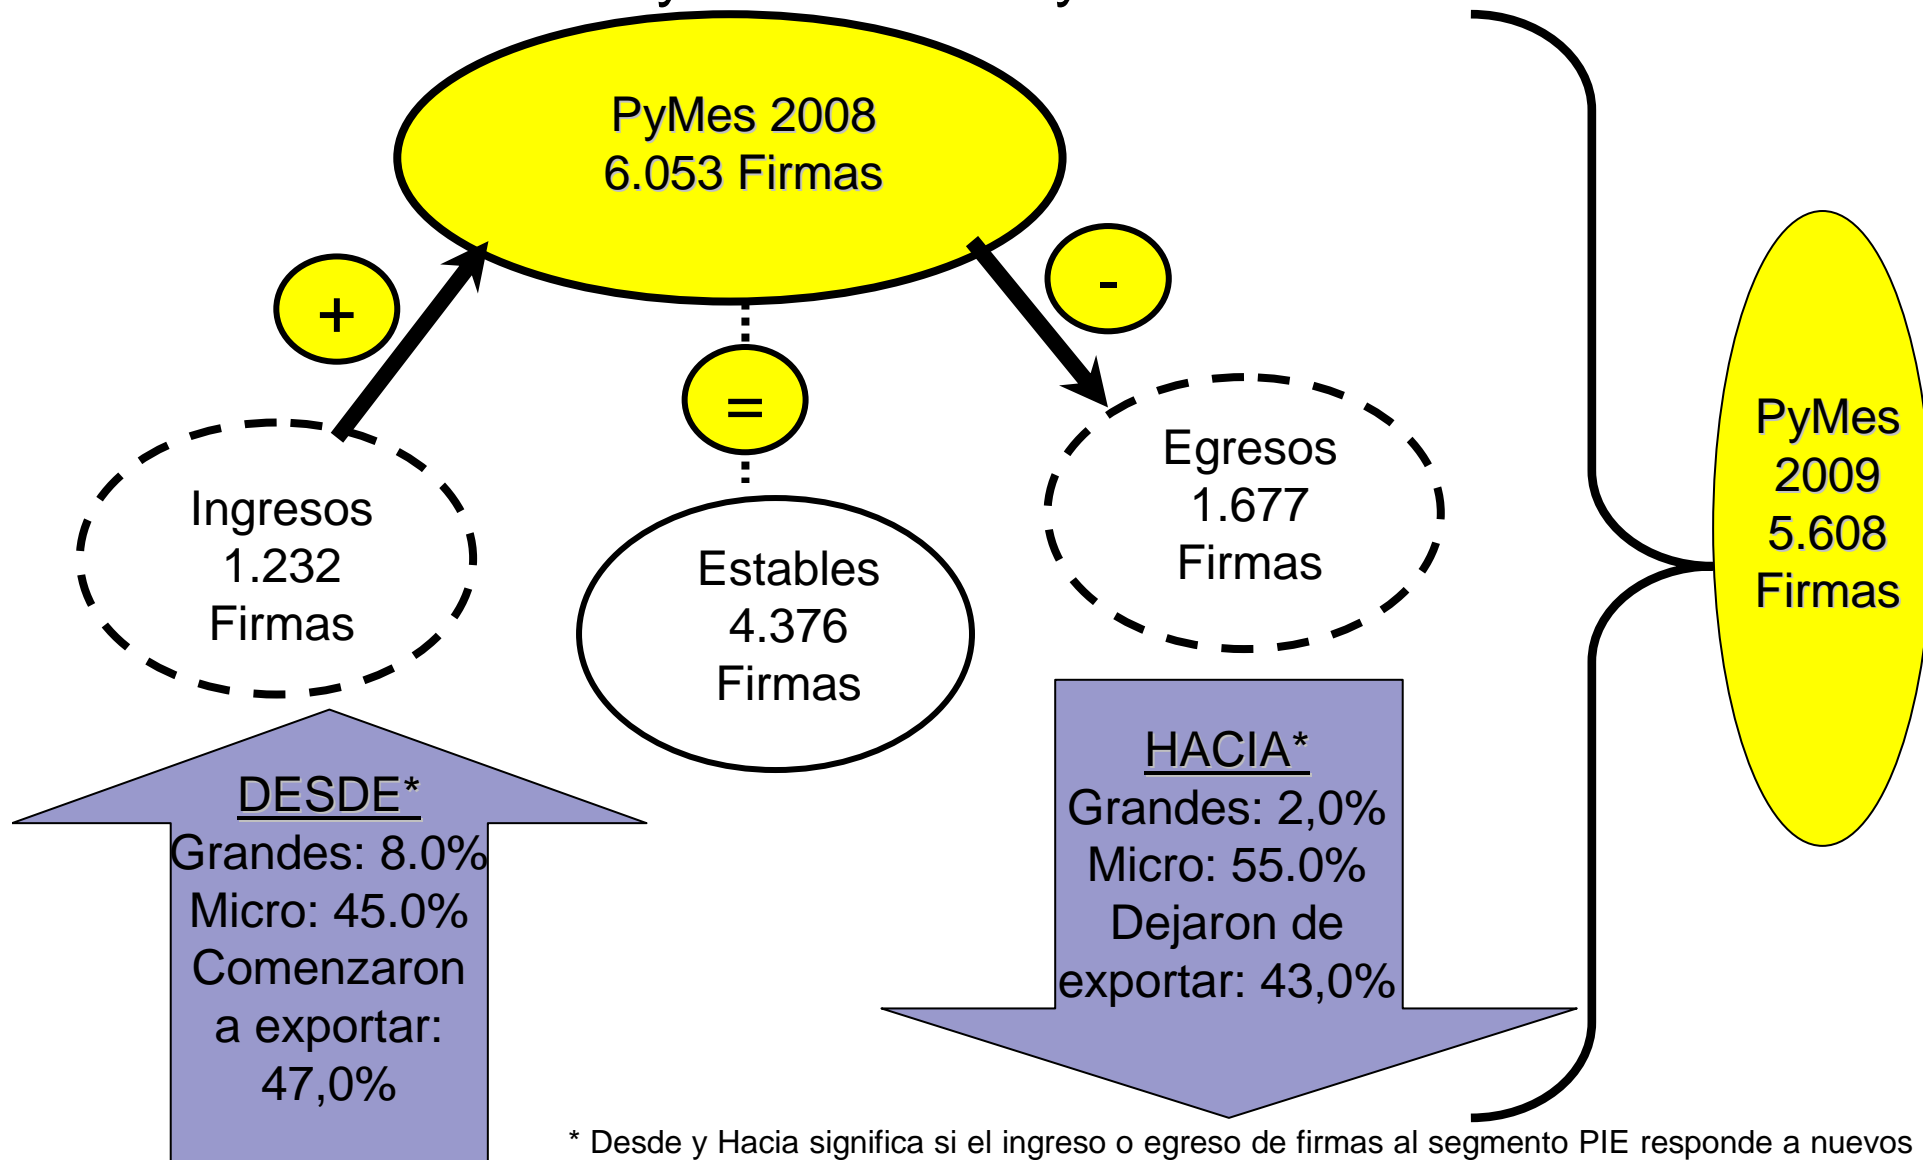 PyMes 2008
6.053 Firmas
+
-
=
Ingresos
1.232
Firmas
Estables
4.376
Firmas
Egresos
1.677
Firmas
PyMes
2009
5.608
Firmas
DESDE*
Grandes: 8.0%
Micro: 45.0%
Comenzaron
a exportar:
47,0%
HACIA*
Grandes: 2,0%
Micro: 55.0%
Dejaron de
exportar: 43,0%
* Desde y Hacia significa si el ingreso o egreso de firmas al segmento PIE responde a nuevos